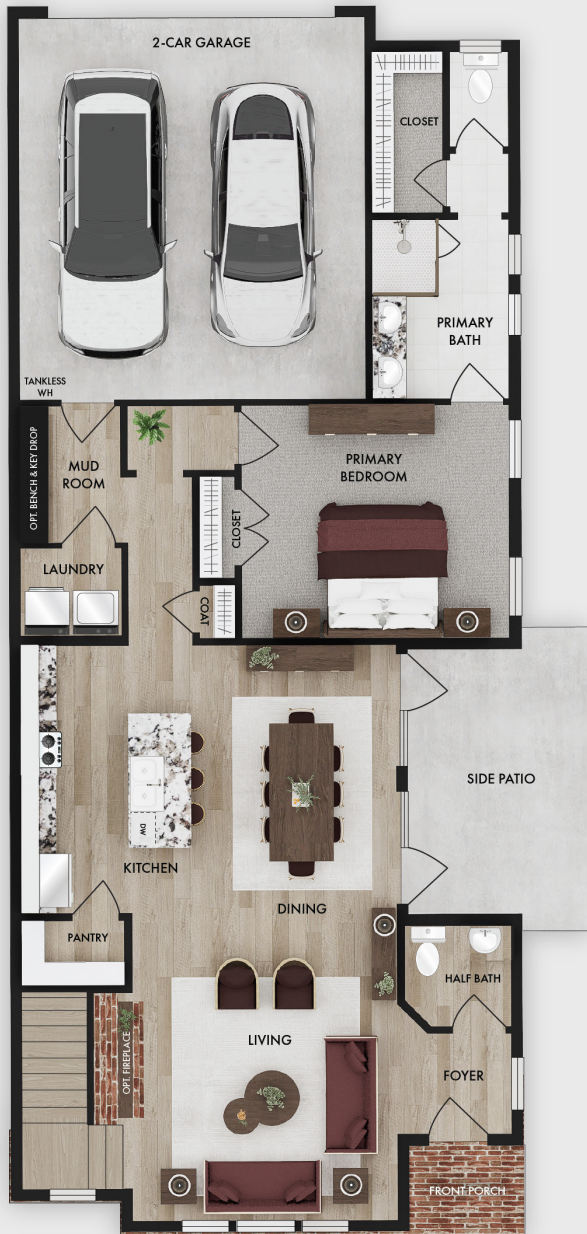 2-CAR GARAGE
CLOSET
PRIMARY
BATH
TANKLESS
WH
OPT. BENCH & KEY DROP
MUD
ROOM
PRIMARY
BEDROOM
CLOSET
LAUNDRY
COAT
SIDE PATIO
DW
KITCHEN
DINING
PANTRY
HALF BATH
LIVING
OPT. FIREPLACE
FOYER
FRONT PORCH